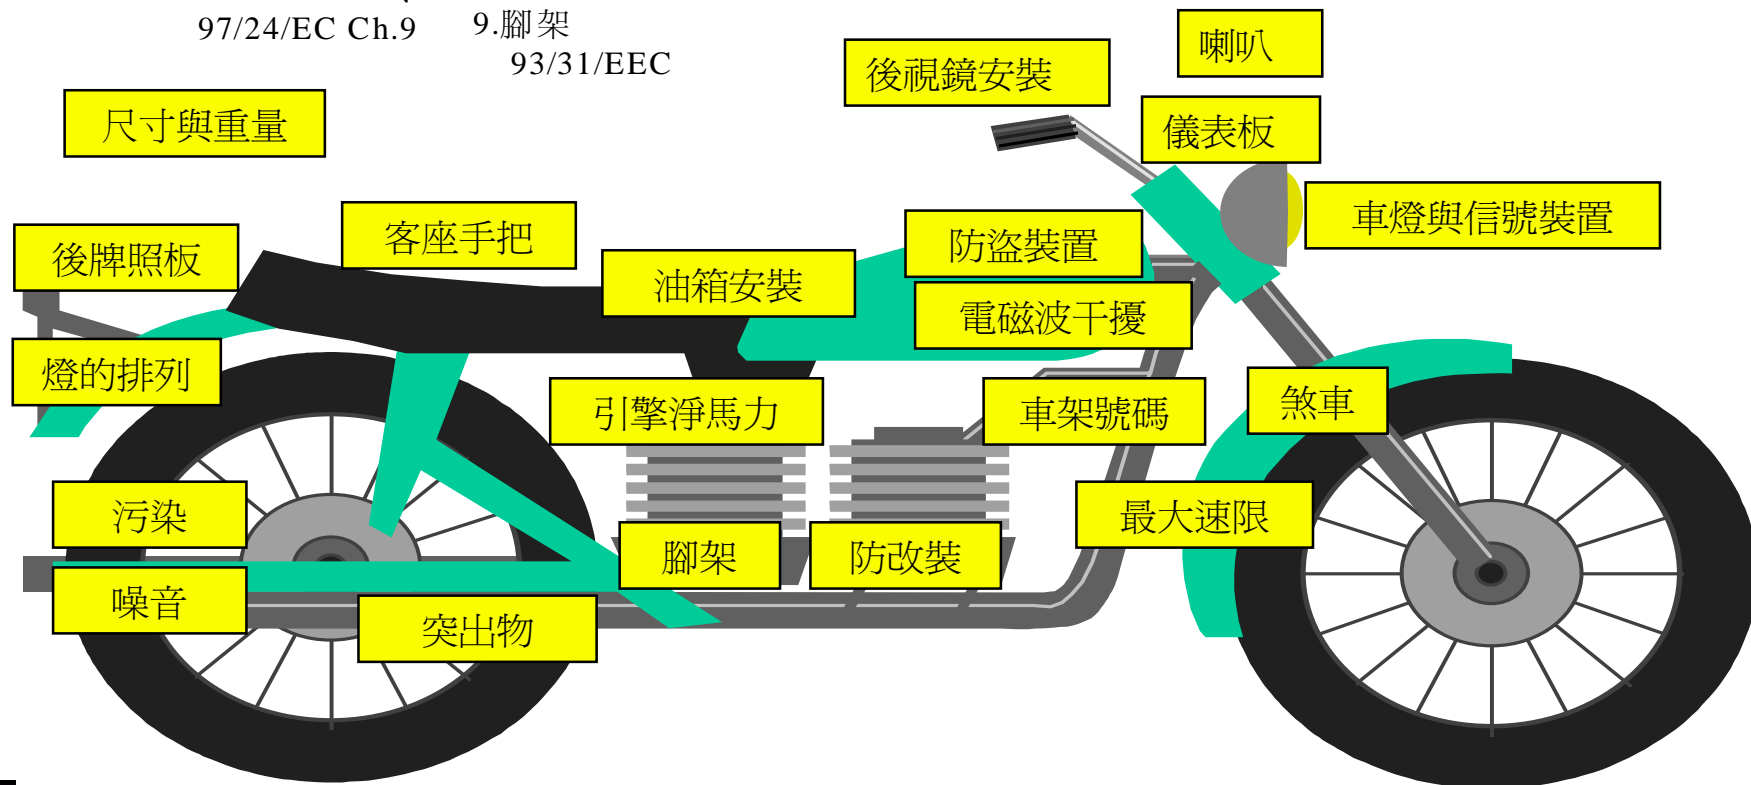 97/24/EC Ch.9
9.腳架
93/31/EEC
喇叭
後視鏡安裝
尺寸與重量
儀表板
車燈與信號裝置
客座手把
防盜裝置
後牌照板
油箱安裝
電磁波干擾
燈的排列
引擎淨馬力
車架號碼
煞車
污染
最大速限
腳架
防改裝
噪音
突出物